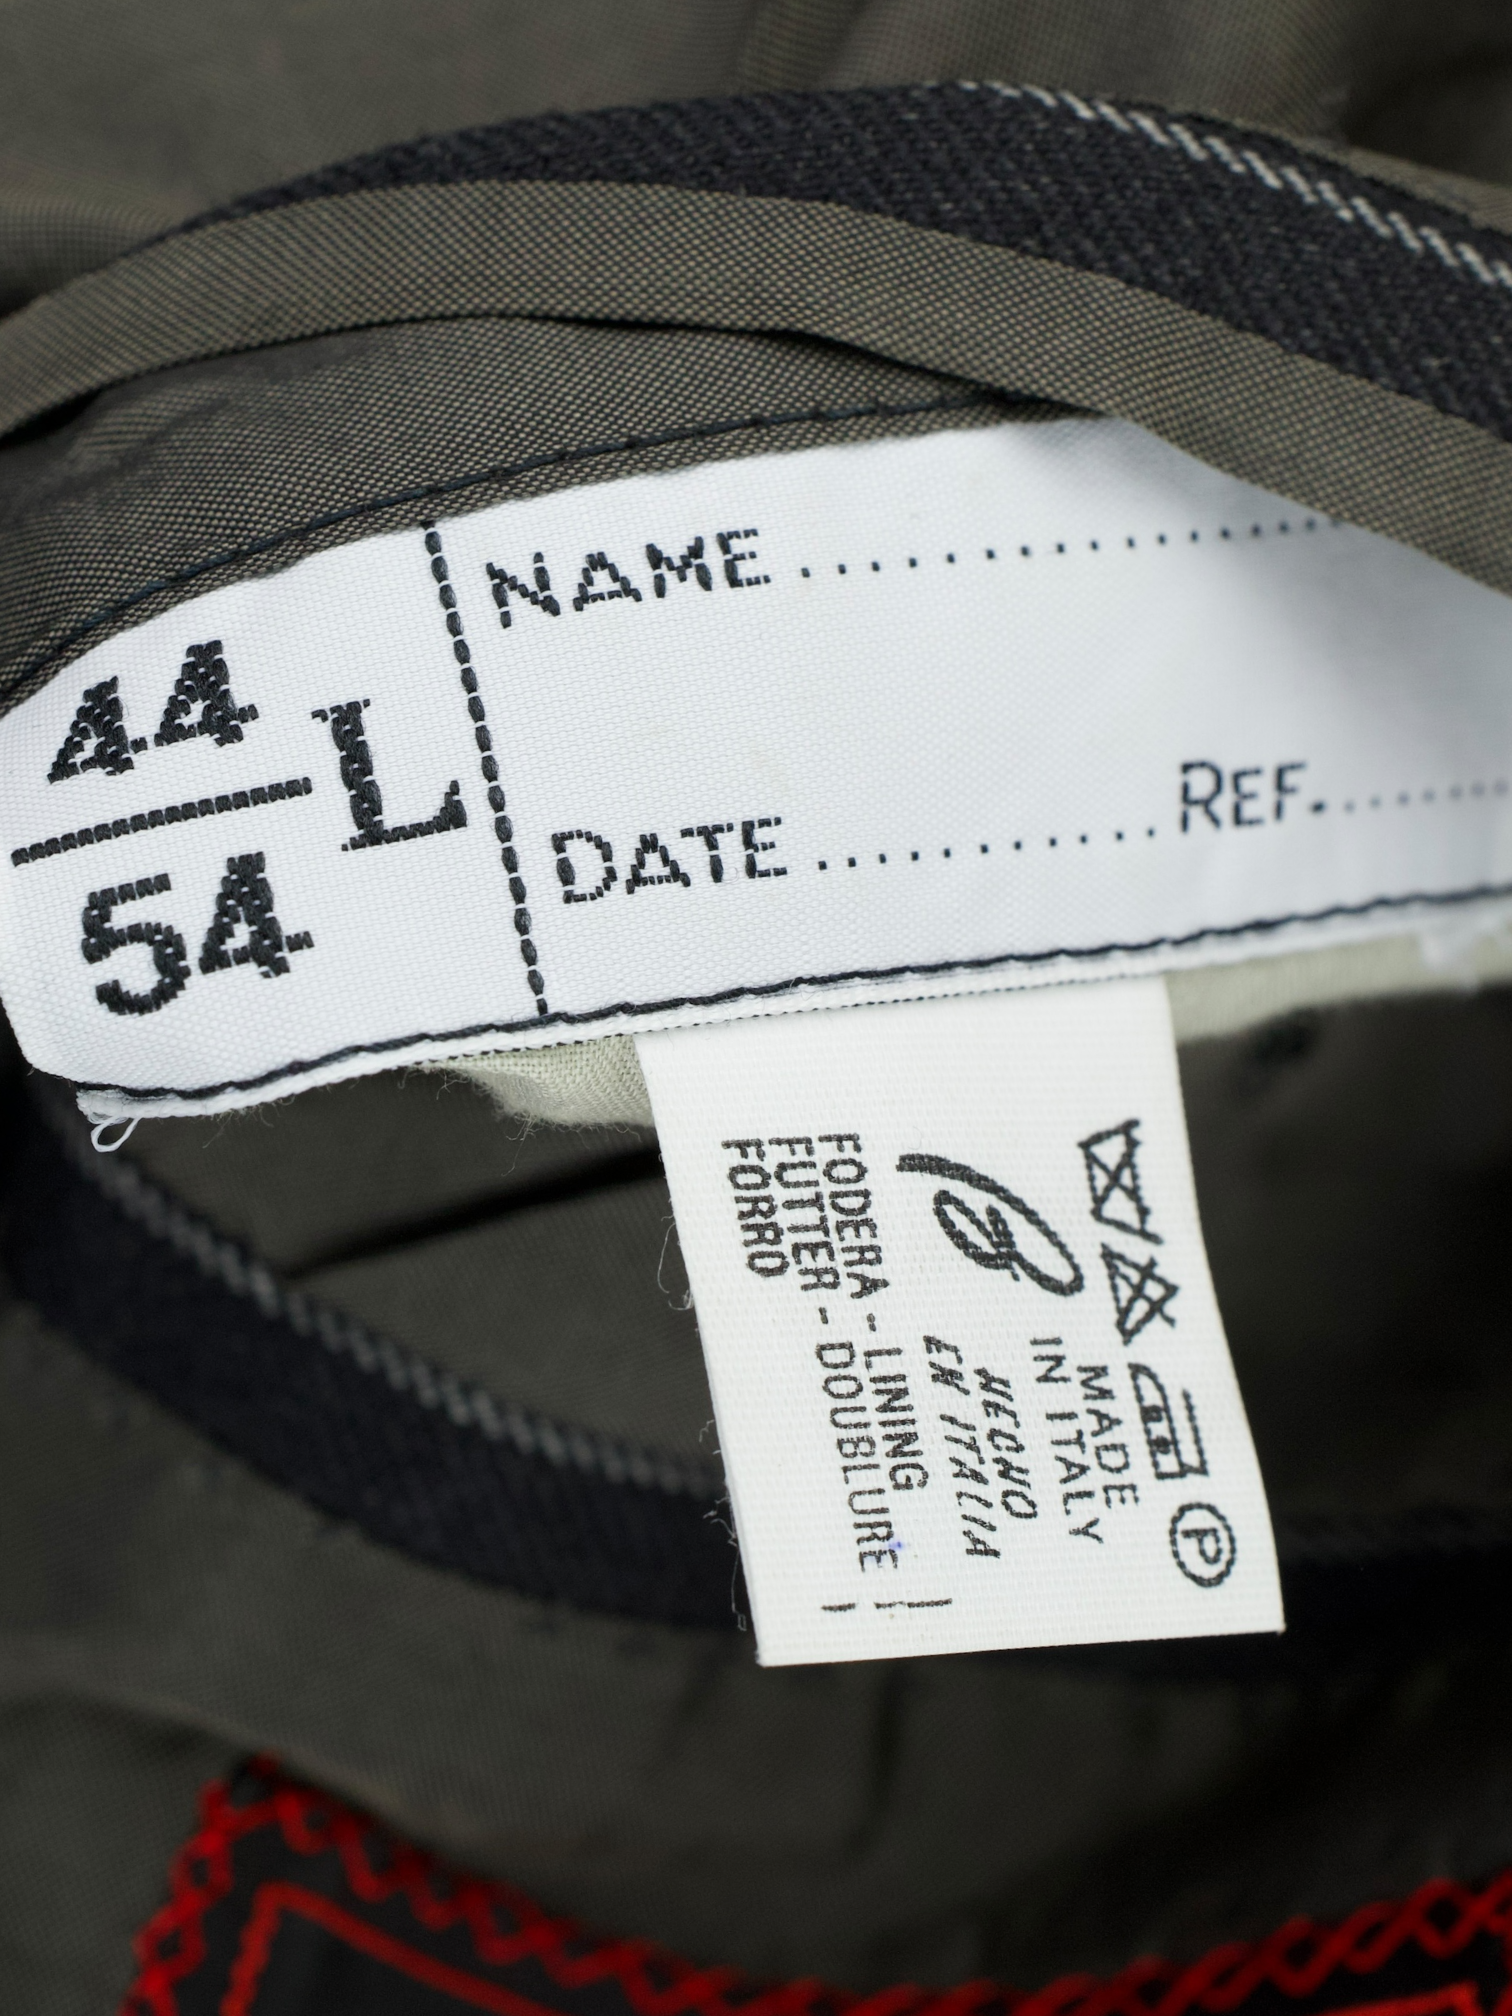 44
54
L
NAME
DATE
REF.
P
MADE
IN ITALY
HECHO
EN ITALIA
FODERA - LINING
FUTTER - DOUBLURE
FORRO